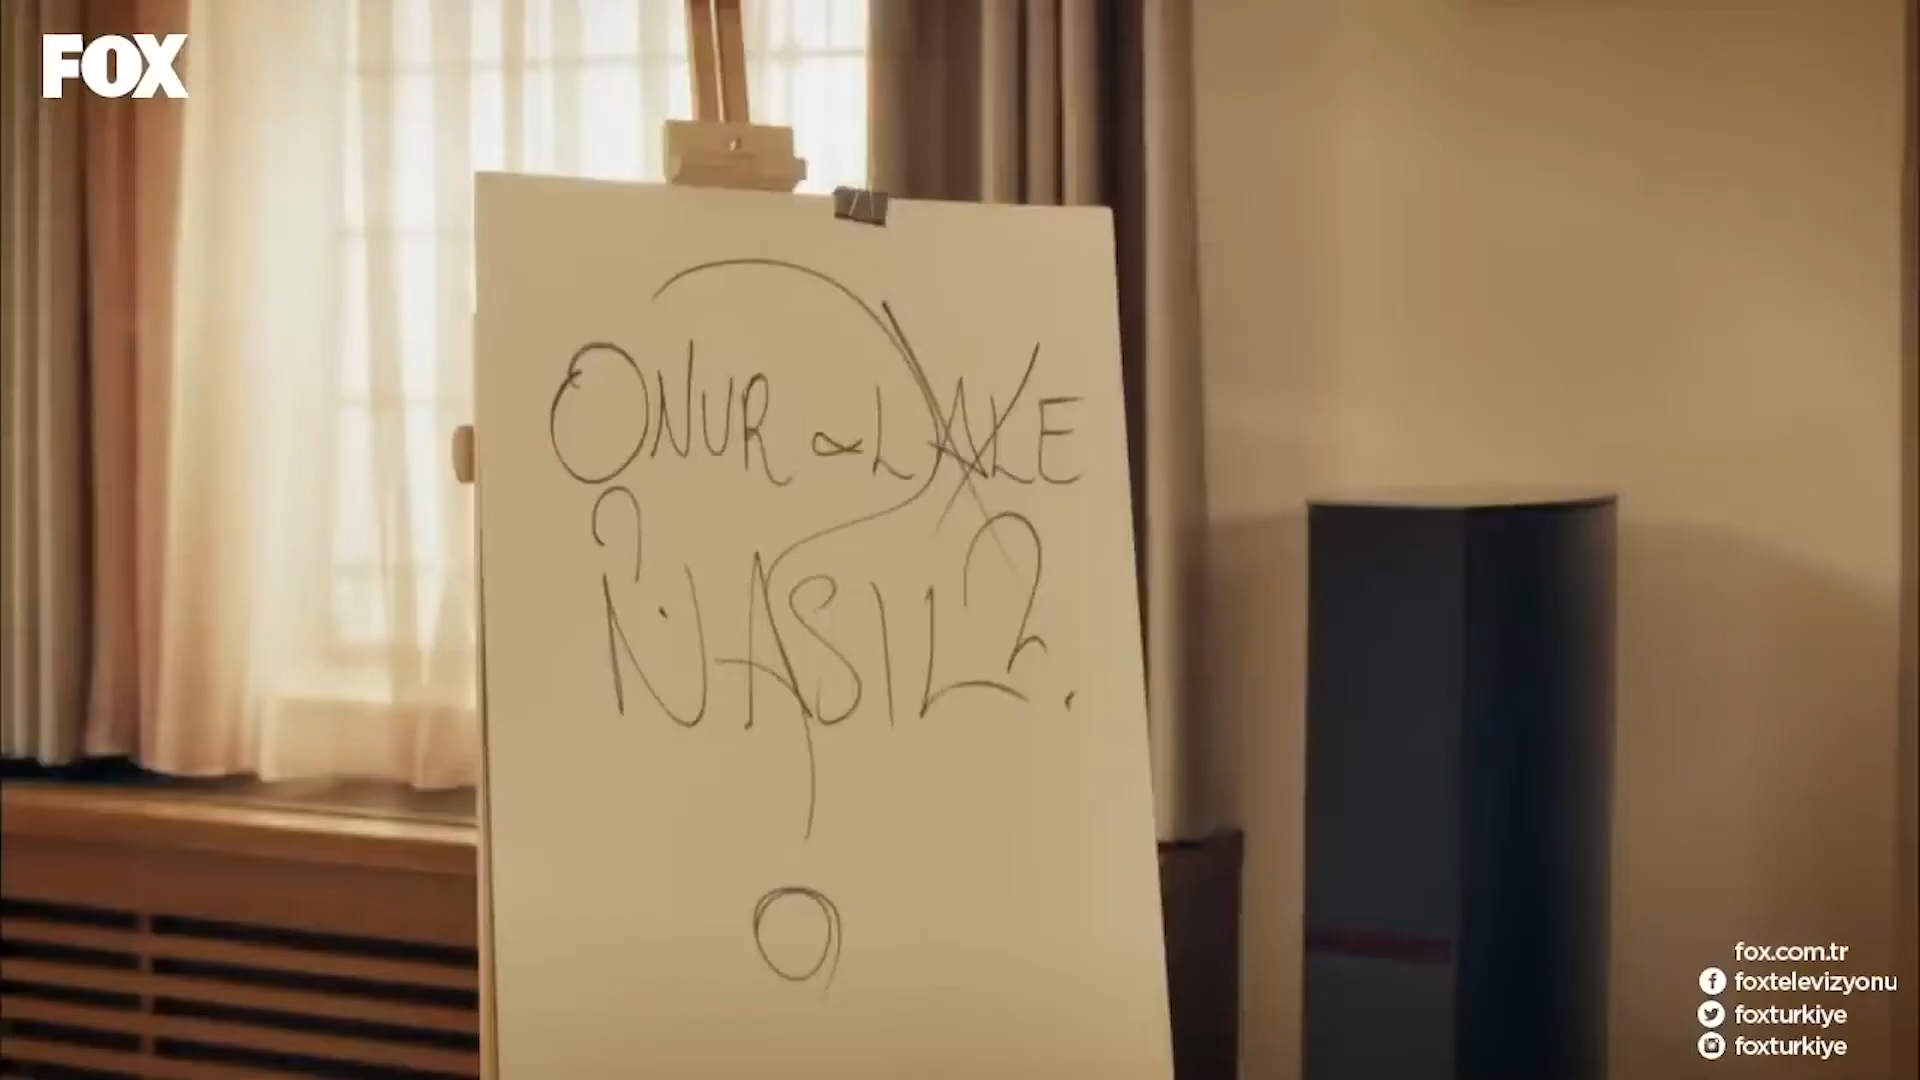 FOX
ONUR & LALE
? NASIL?
?
fox.com.tr
foxtelevizyonu
foxturkiye
foxturkiye